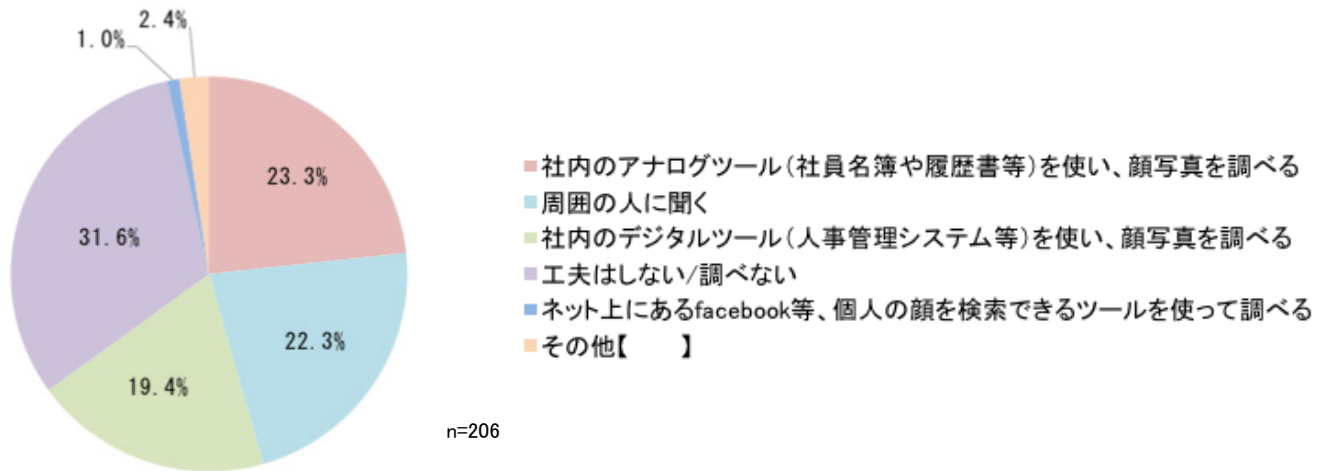 2.4%
1.0%
23.3%
31.6%
22.3%
19.4%
n=206
社内のアナログツール(社員名簿や履歴書等)を使い、顔写真を調べる
周囲の人に聞く
社内のデジタルツール(人事管理システム等)を使い、顔写真を調べる
工夫はしない/調べない
ネット上にあるfacebook等、個人の顔を検索できるツールを使って調べる
その他【　　】